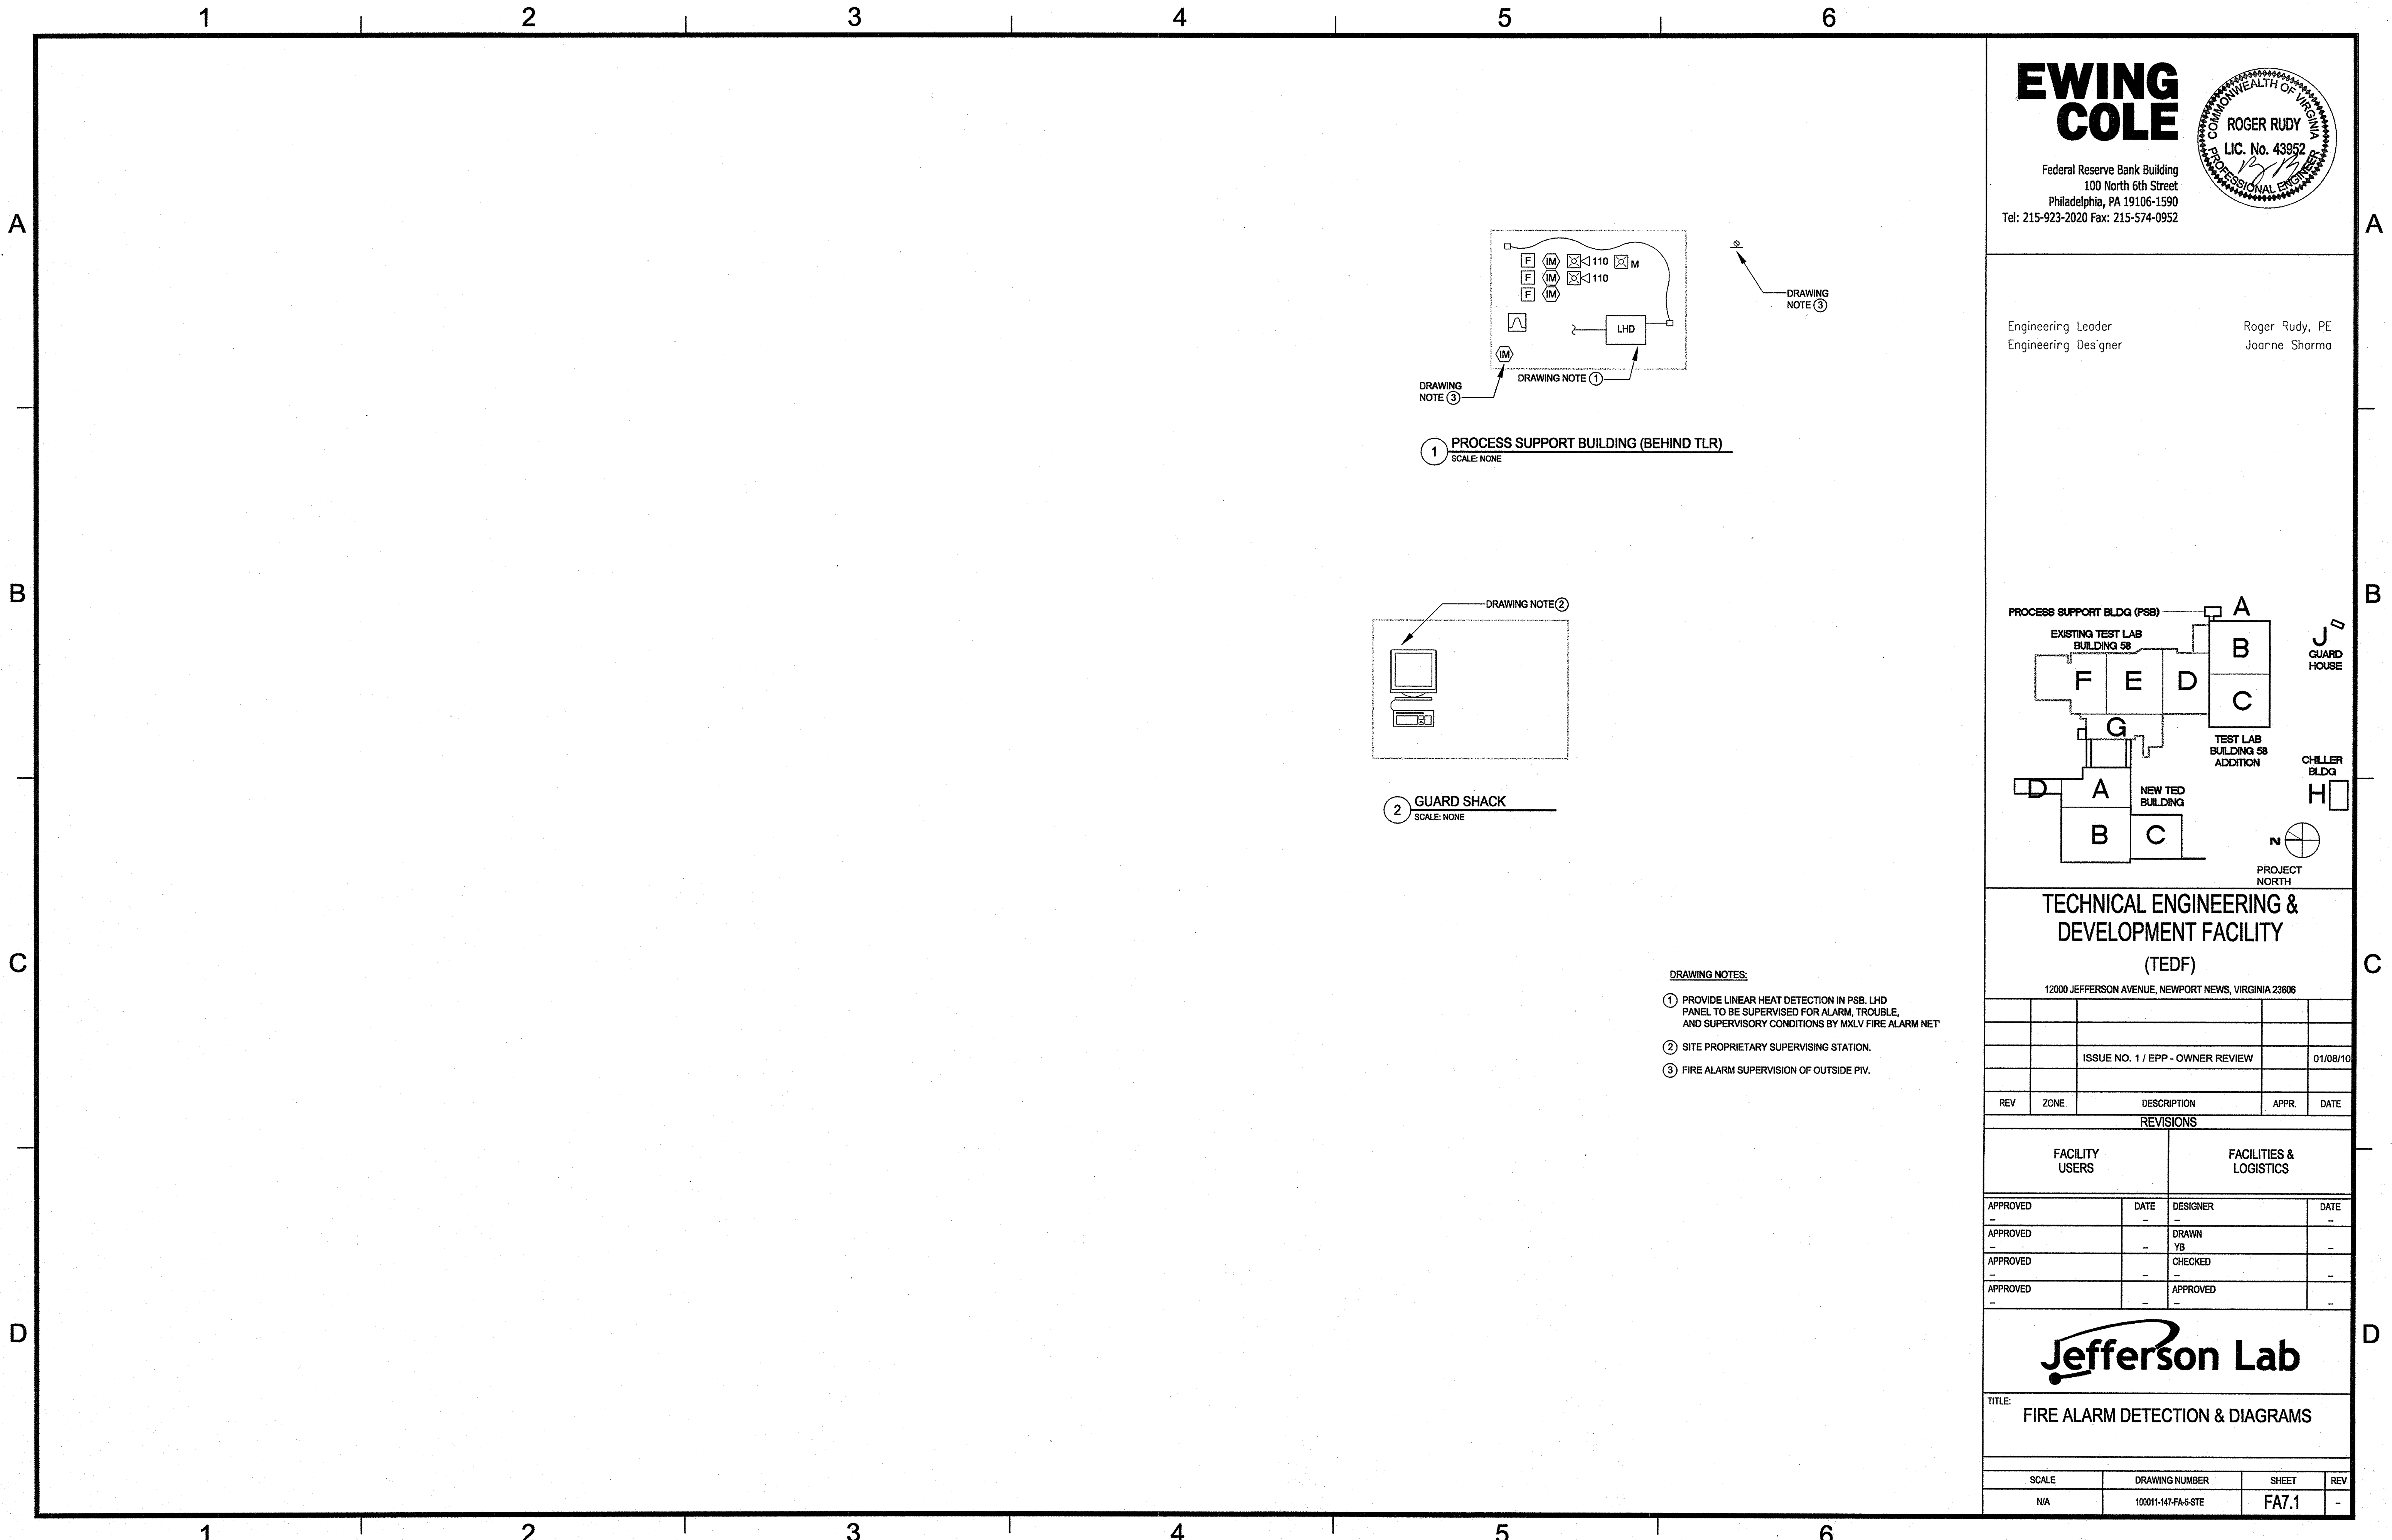 1 2 3 4 5 6
A
B
C
D
F IM 110 M
F IM 110
F IM
LHD
IM
DRAWING
NOTE 3
DRAWING NOTE 1
DRAWING
NOTE 3
1 PROCESS SUPPORT BUILDING (BEHIND TLR)
SCALE: NONE
DRAWING NOTE 2
2 GUARD SHACK
SCALE: NONE
DRAWING NOTES:
1 PROVIDE LINEAR HEAT DETECTION IN PSB. LHD
PANEL TO BE SUPERVISED FOR ALARM, TROUBLE,
AND SUPERVISORY CONDITIONS BY MXLV FIRE ALARM NET
2 SITE PROPRIETARY SUPERVISING STATION.
3 FIRE ALARM SUPERVISION OF OUTSIDE PIV.
EWING
COLE
Federal Reserve Bank Building
100 North 6th Street
Philadelphia, PA 19106-1590
Tel: 215-923-2020 Fax: 215-574-0952
COMMONWEALTH OF VIRGINIA
ROGER RUDY
LIC. No. 43952
PROFESSIONAL ENGINEER
Engineering Leader Roger Rudy, PE
Engineering Designer Joanne Sharma
PROCESS SUPPORT BLDG (PSB)
A
EXISTING TEST LAB
BUILDING 58
B
J
GUARD
HOUSE
F E D
C
G
TEST LAB
BUILDING 58
ADDITION
CHILLER
BLDG
H
D A
NEW TED
BUILDING
B C
N
PROJECT
NORTH
TECHNICAL ENGINEERING &
DEVELOPMENT FACILITY
(TEDF)
12000 JEFFERSON AVENUE, NEWPORT NEWS, VIRGINIA 23606
ISSUE NO. 1 / EPP - OWNER REVIEW 01/08/10
REV ZONE DESCRIPTION APPR. DATE
REVISIONS
FACILITY
USERS
FACILITIES &
LOGISTICS
APPROVED DATE DESIGNER DATE
– – – –
APPROVED DRAWN
– – YB –
APPROVED CHECKED
– – – –
APPROVED APPROVED
– – – –
Jefferson Lab
TITLE:
FIRE ALARM DETECTION & DIAGRAMS
SCALE DRAWING NUMBER SHEET REV
N/A 100011-147-FA-5-STE FA7.1 -
A
B
C
D
1 2 3 4 5 6